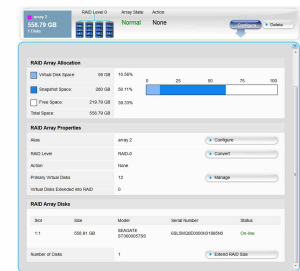 array 2
558.79 GB
1 Disks
RAID Level 0
Array State
Normal
Action
None
Configure
Delete
RAID Array Allocation
Virtual Disk Space 59 GB 10.56%
Snapshot Space 280 GB 50.11%
Free Space: 219.79 GB 39.33%
Total Space: 558.79 GB
0 25 50 75 100
RAID Array Properties
Alias array 2 Configure
RAID Level RAID-0 Convert
Action None
Primary Virtual Disks 12 Manage
Virtual Disks Extended into RAID 0
RAID Array Disks
Slot Size Model Serial Number Status
1:1 558.91 GB SEAGATE On-line
Number of Disks 1 Extend RAID Size